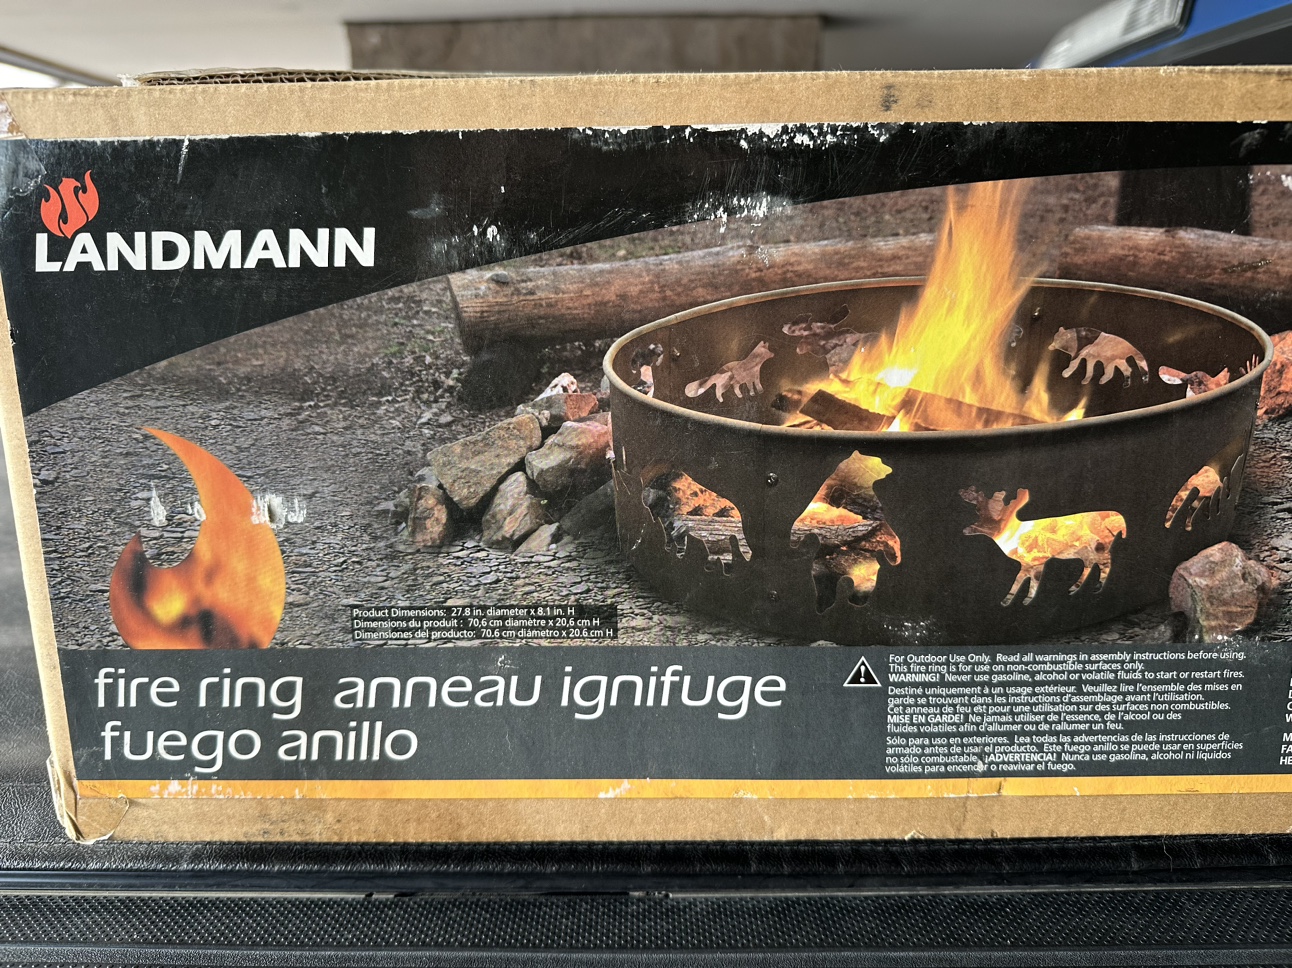 LANDMANN
Product Dimensions: 27.8 in. diameter x 8.1 in. H
Dimensions du produit : 70,6 cm diamètre x 20,6 cm H
Dimensiones del producto: 70.6 cm diámetro x 20.6 cm H
fire ring anneau ignifuge
fuego anillo
For Outdoor Use Only. Read all warnings in assembly instructions before using.
This fire ring is for use on non-combustible surfaces only.
WARNING! Never use gasoline, alcohol or volatile fluids to start or restart fires.
Destiné uniquement à un usage extérieur. Veuillez lire l'ensemble des mises en
garde se trouvant dans les instructions d'assemblage avant l'utilisation.
Cet anneau de feu est pour une utilisation sur des surfaces non combustibles.
MISE EN GARDE! Ne jamais utiliser de l'essence, de l'alcool ou des
fluides volatiles afin d'allumer ou de rallumer un feu.
Sólo para uso en exteriores. Lea todas las advertencias de las instrucciones de
armado antes de usar el producto. Este fuego anillo se puede usar en superficies
no sólo combustable. ¡ADVERTENCIA! Nunca use gasolina, alcohol ni líquidos
volátiles para encender o reavivar el fuego.